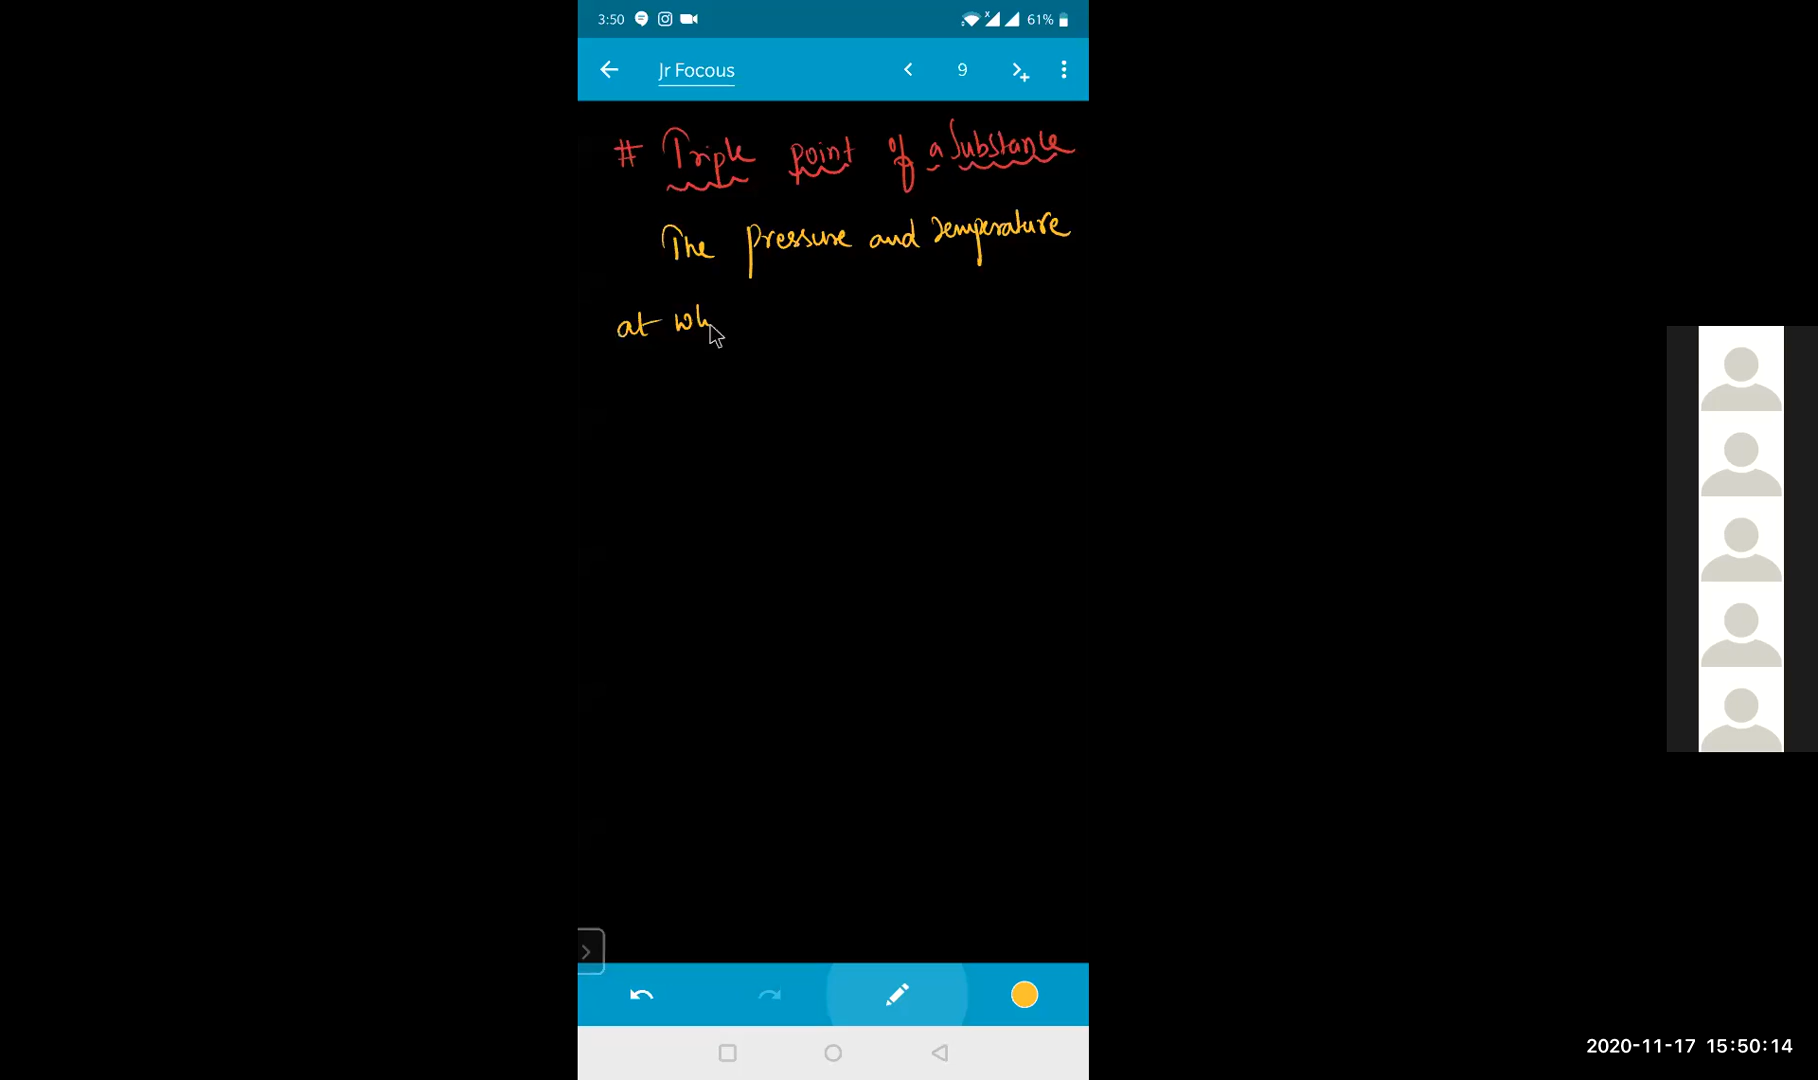 3:50 61%
Jr Focous 9
# Triple point of a Substance
The pressure and Temperature
at wh
2020-11-17 15:50:14